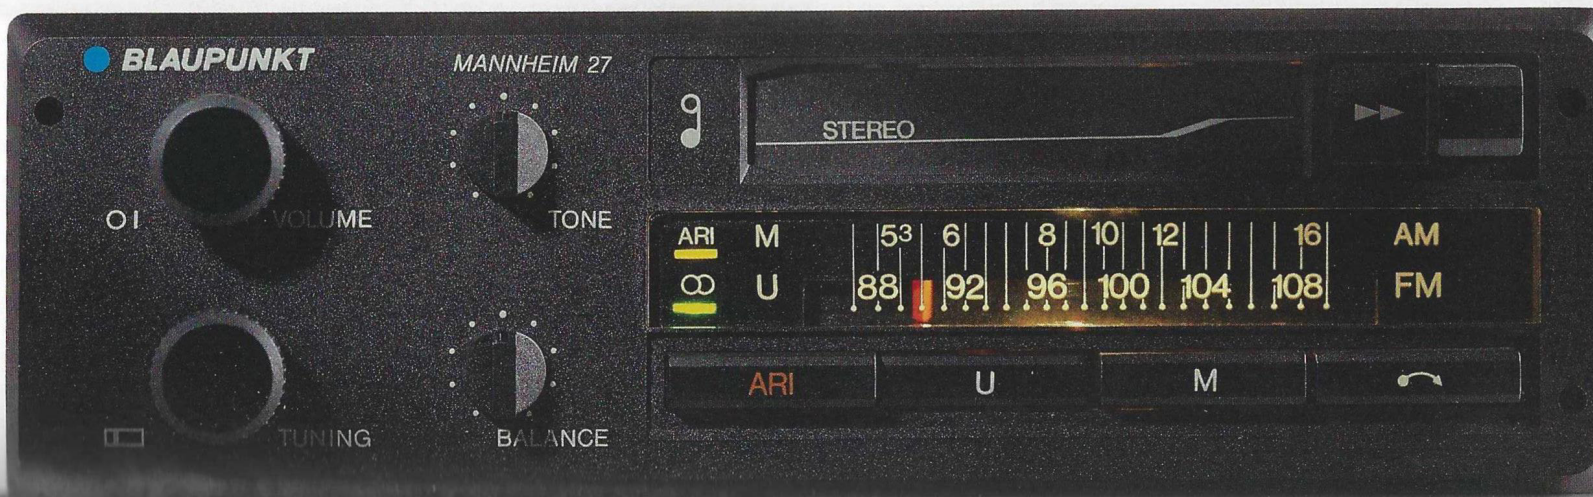 BLAUPUNKT
MANNHEIM 27
STEREO
VOLUME
TONE
ARI M 53 6 8 10 12 16 AM
U 88 92 96 100 104 108 FM
ARI U M
TUNING
BALANCE